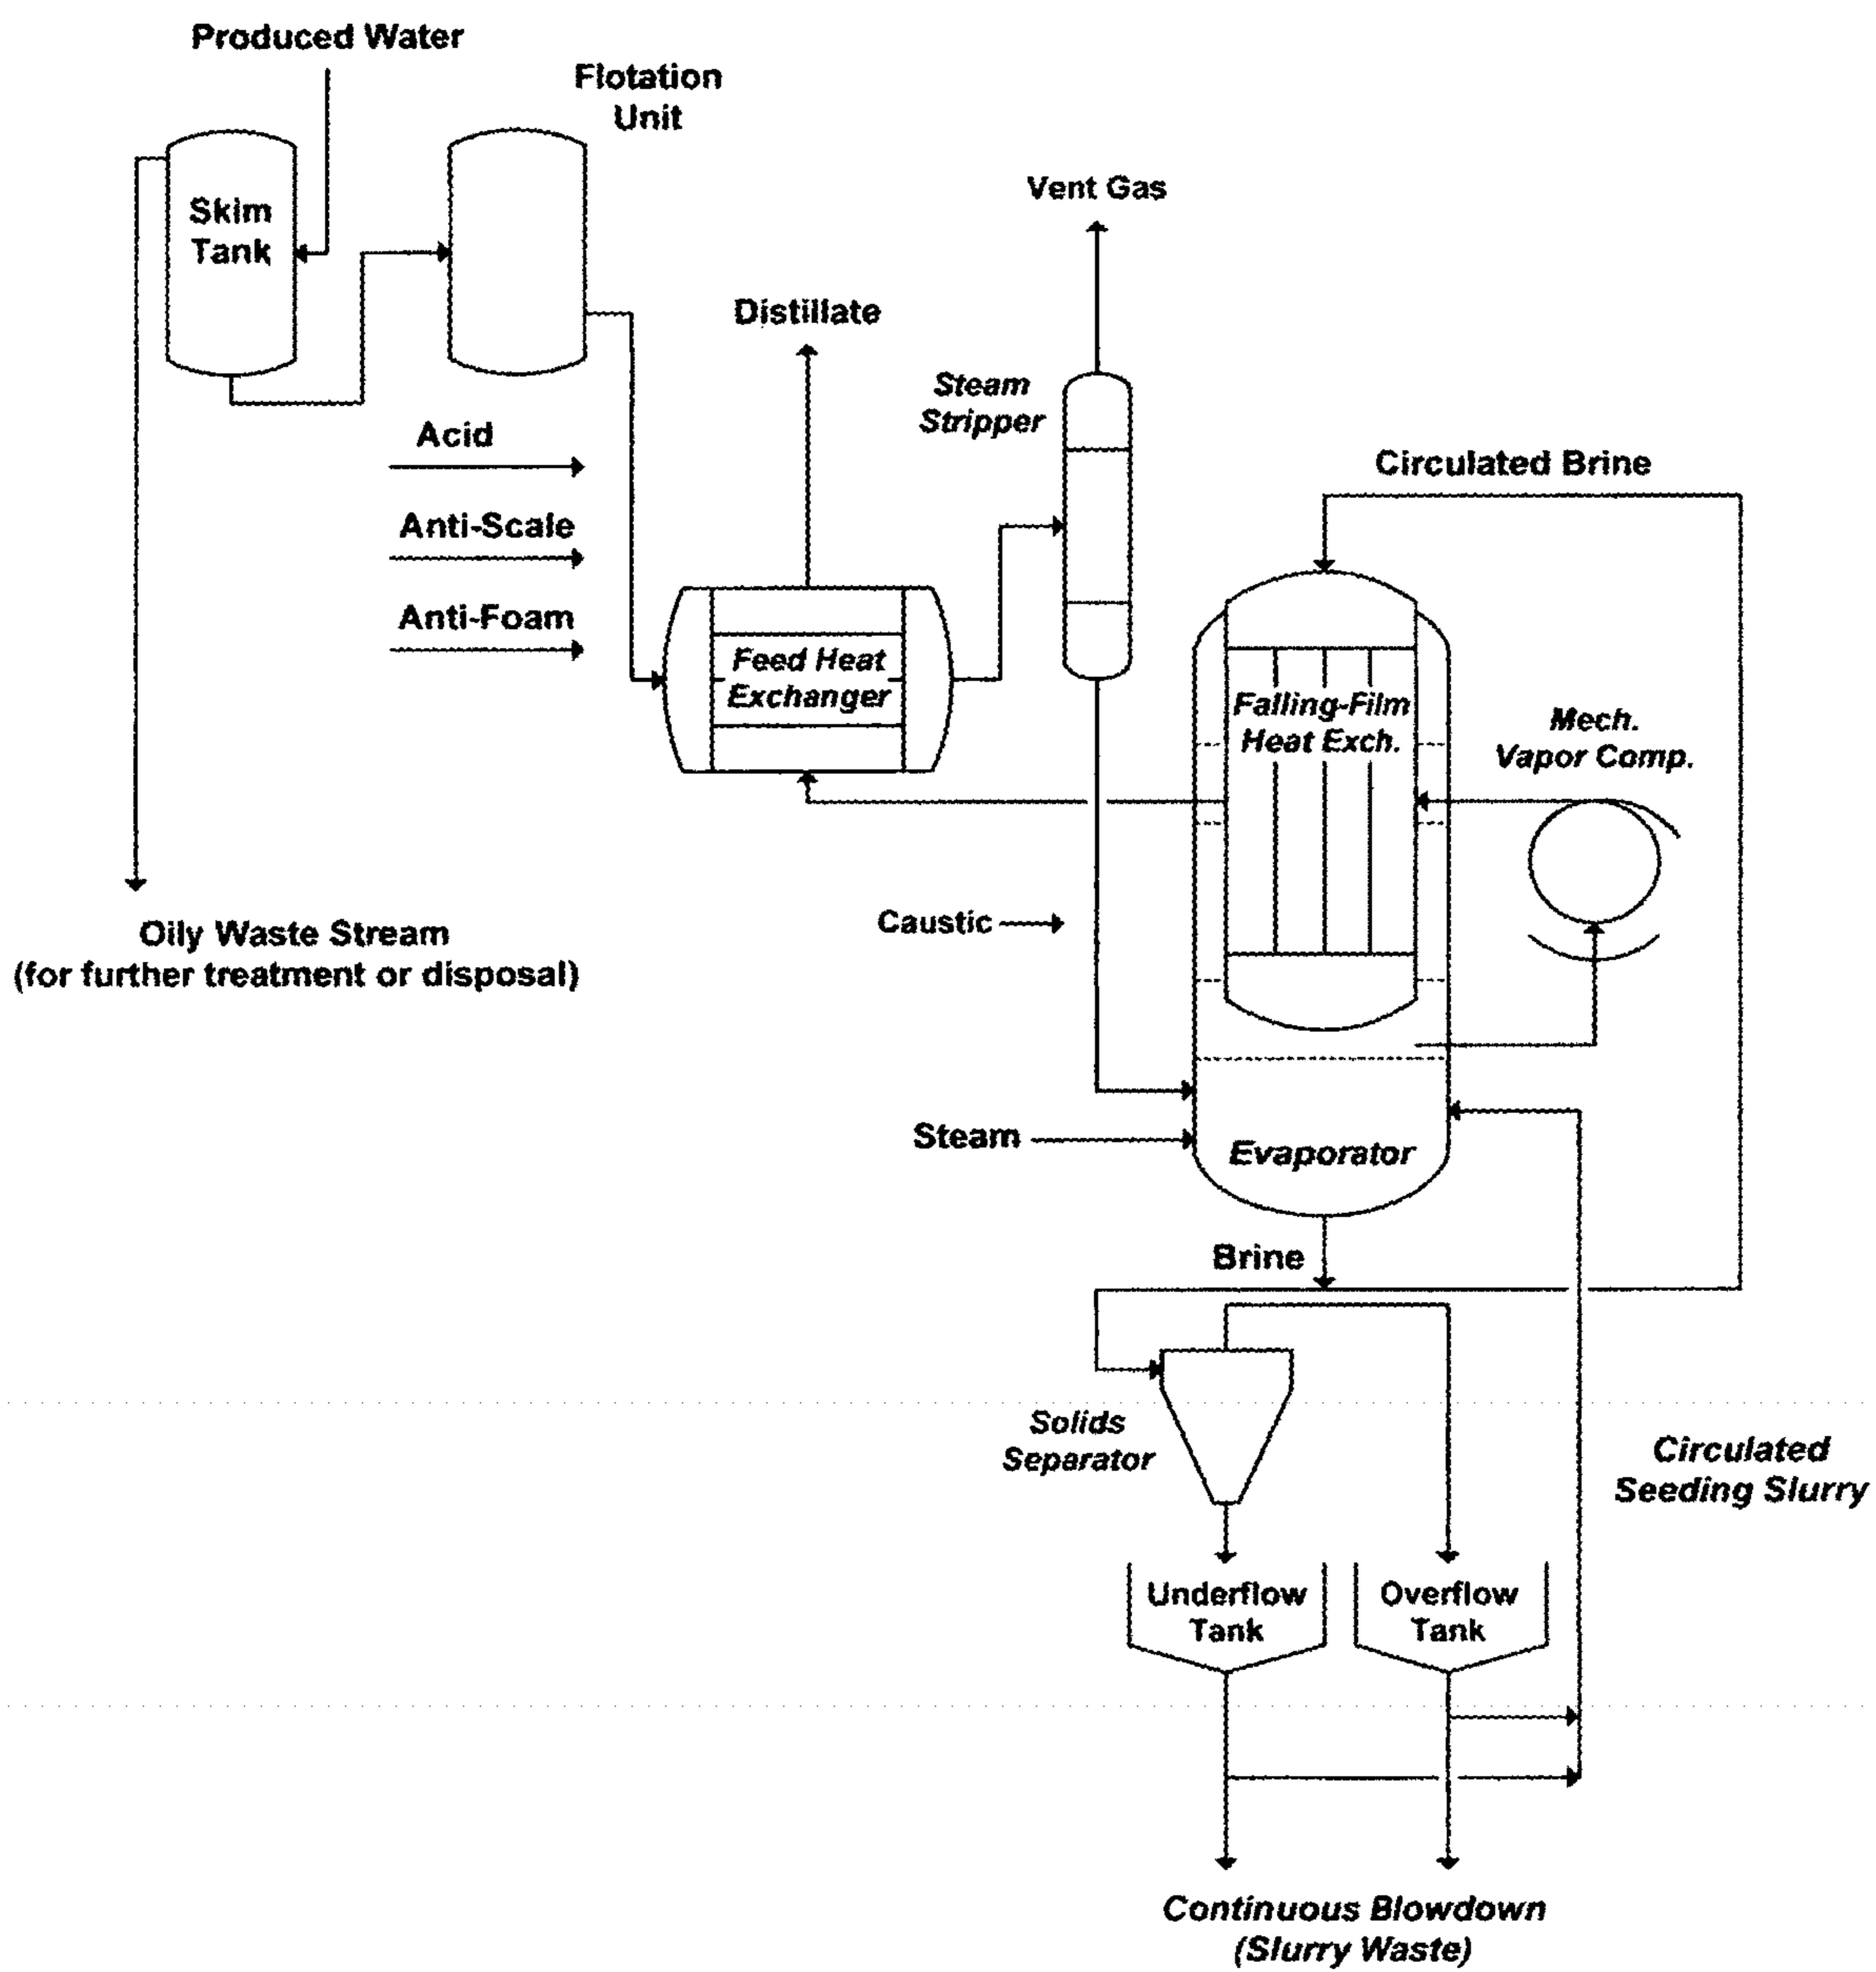 Produced Water
Flotation
Unit
Skim
Tank
Vent Gas
Distillate
Steam
Stripper
Acid
Circulated Brine
Anti-Scale
Anti-Foam
Feed Heat
Exchanger
Falling-Film
Heat Exch.
Mech.
Vapor Comp.
Caustic
Oily Waste Stream
(for further treatment or disposal)
Steam
Evaporator
Brine
Solids
Separator
Circulated
Seeding Slurry
Underflow
Tank
Overflow
Tank
Continuous Blowdown
(Slurry Waste)